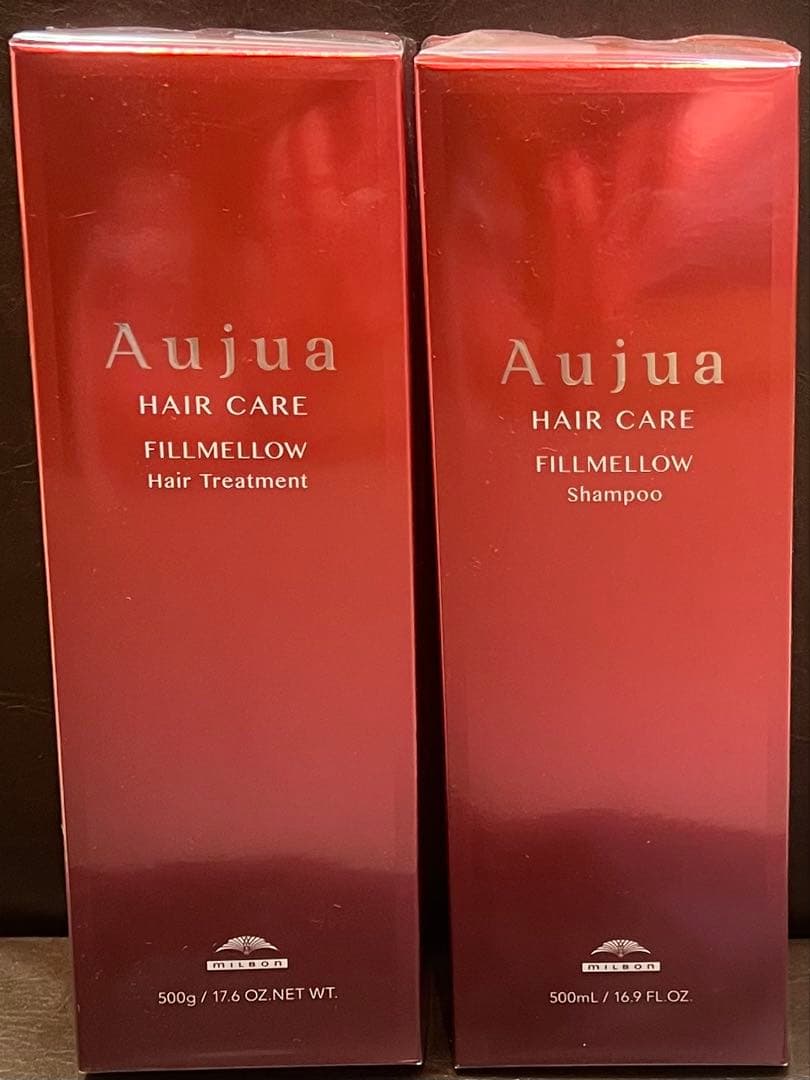 Aujua
HAIR CARE
FILLMELLOW
Hair Treatment
MILBON
500g / 17.6 OZ.NET WT.
Aujua
HAIR CARE
FILLMELLOW
Shampoo
MILBON
500mL / 16.9 FL.OZ.